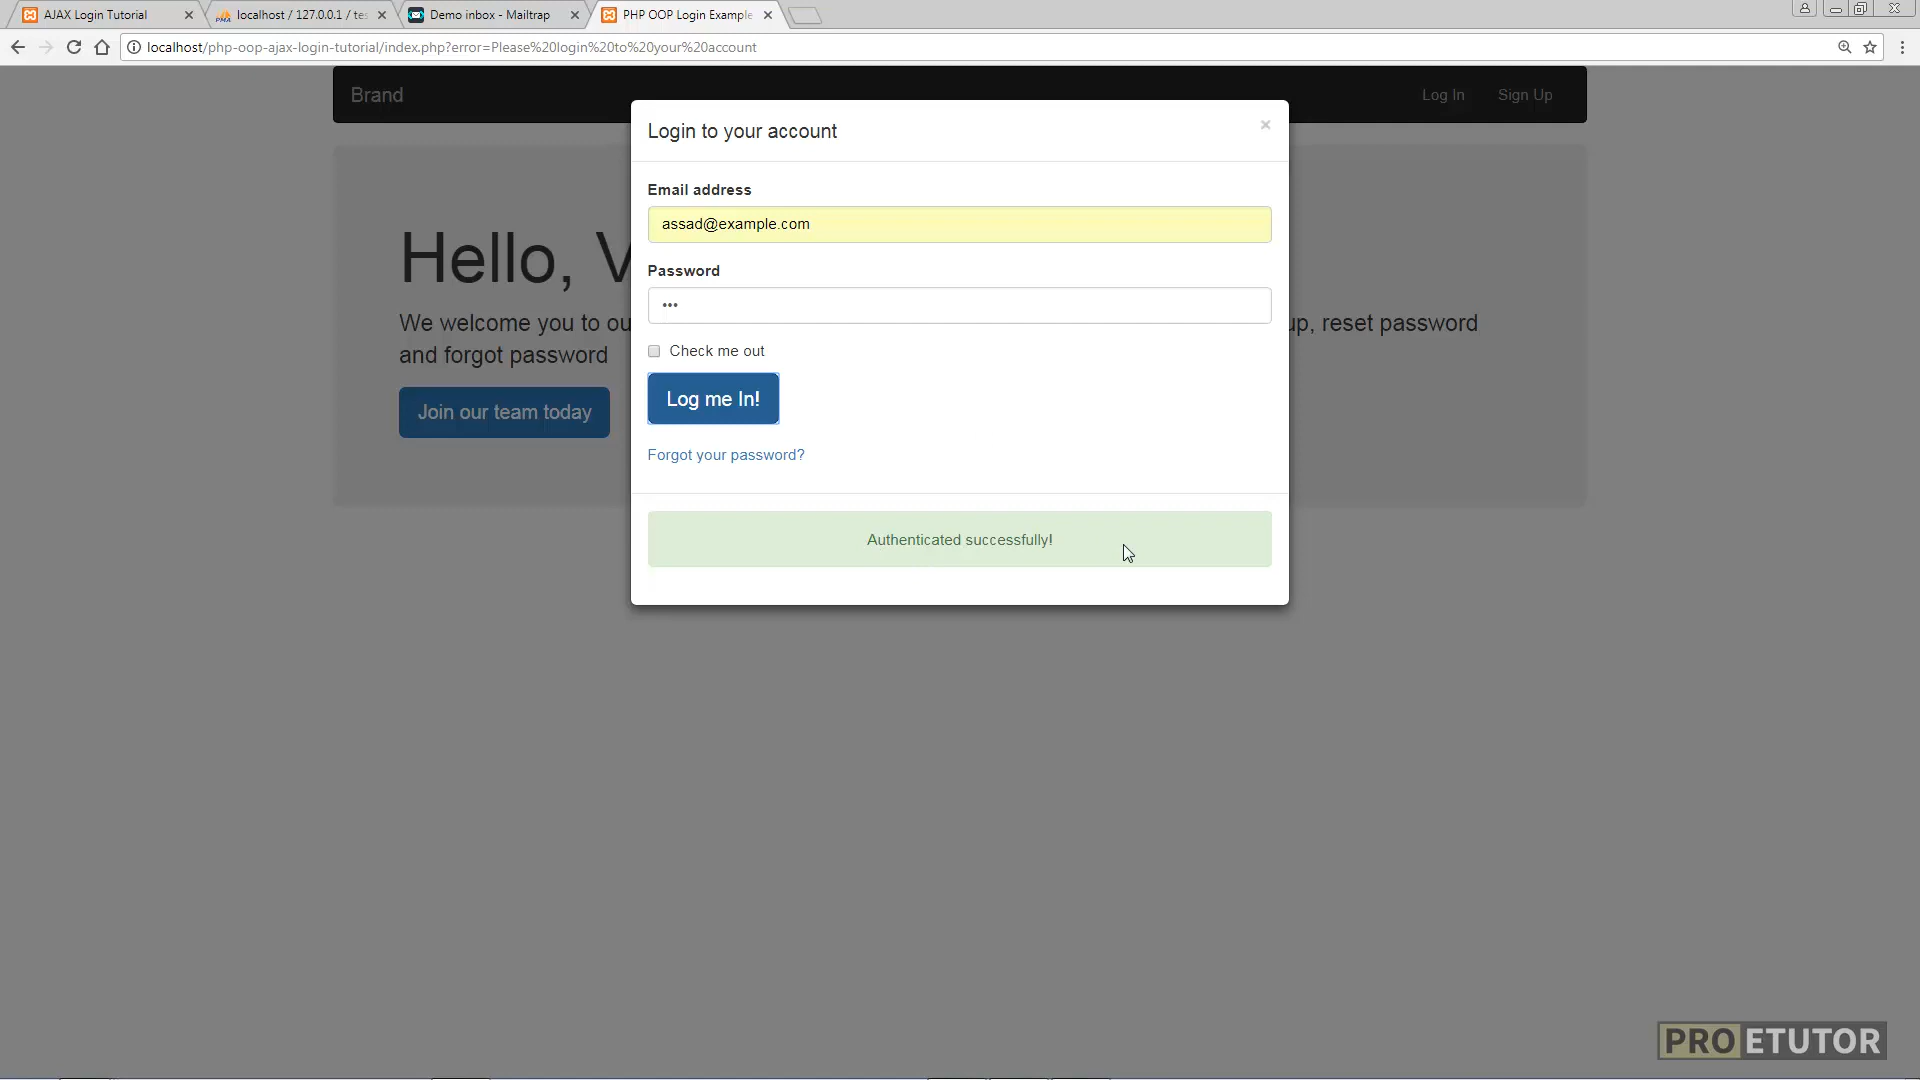 AJAX Login Tutorial
localhost / 127.0.0.1 / tes
Demo inbox - Mailtrap
PHP OOP Login Example
localhost/php-oop-ajax-login-tutorial/index.php?error=Please%20login%20to%20your%20account
Brand
Log In
Sign Up
Login to your account
×
Email address
assad@example.com
Password
•••
Check me out
Log me In!
Forgot your password?
Authenticated successfully!
Hello, V
We welcome you to ou
up, reset password
and forgot password
Join our team today
PRO ETUTOR